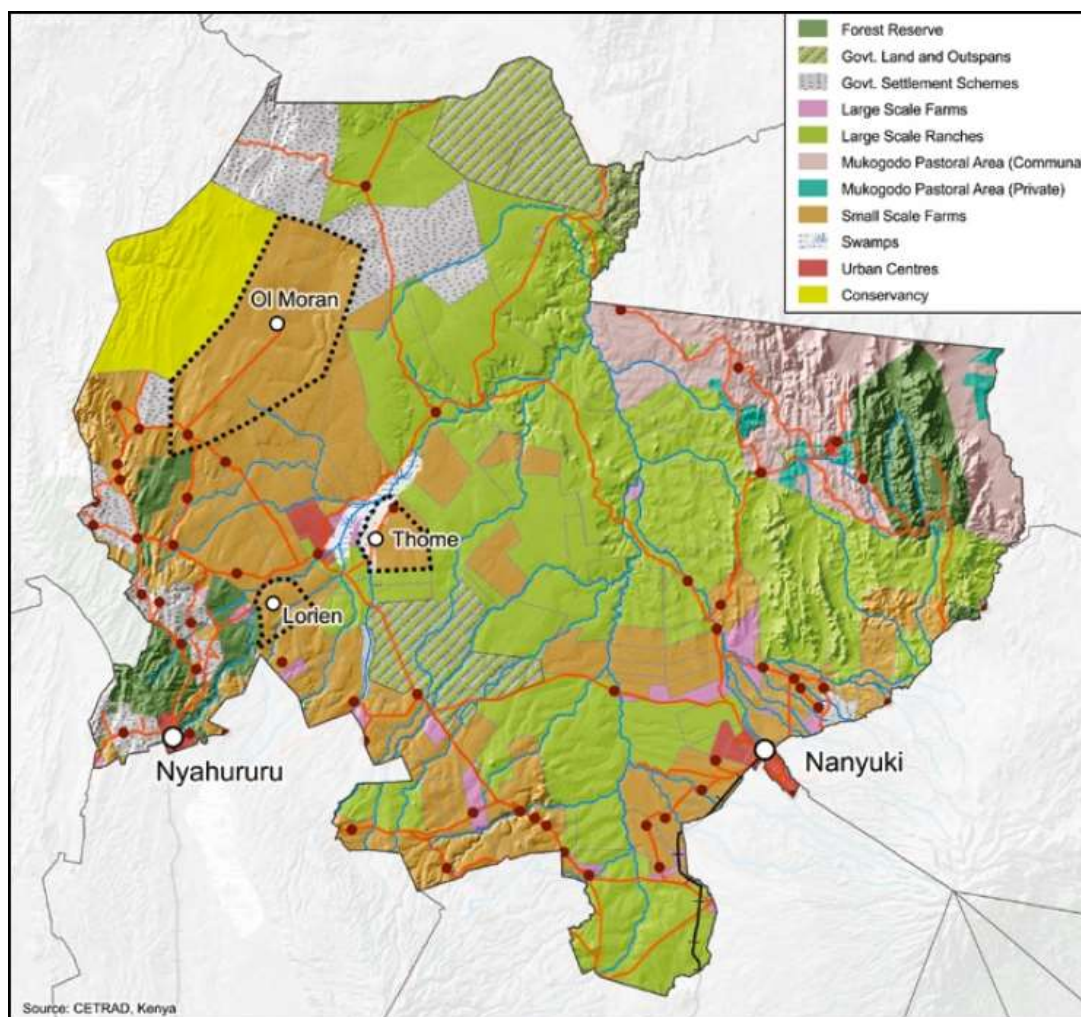 Forest Reserve
Govt. Land and Outspans
Govt. Settlement Schemes
Large Scale Farms
Large Scale Ranches
Mukogodo Pastoral Area (Communa
Mukogodo Pastoral Area (Private)
Small Scale Farms
Swamps
Urban Centres
Conservancy
Ol Moran
Thome
Lorien
Nyahururu
Nanyuki
Source: CETRAD, Kenya